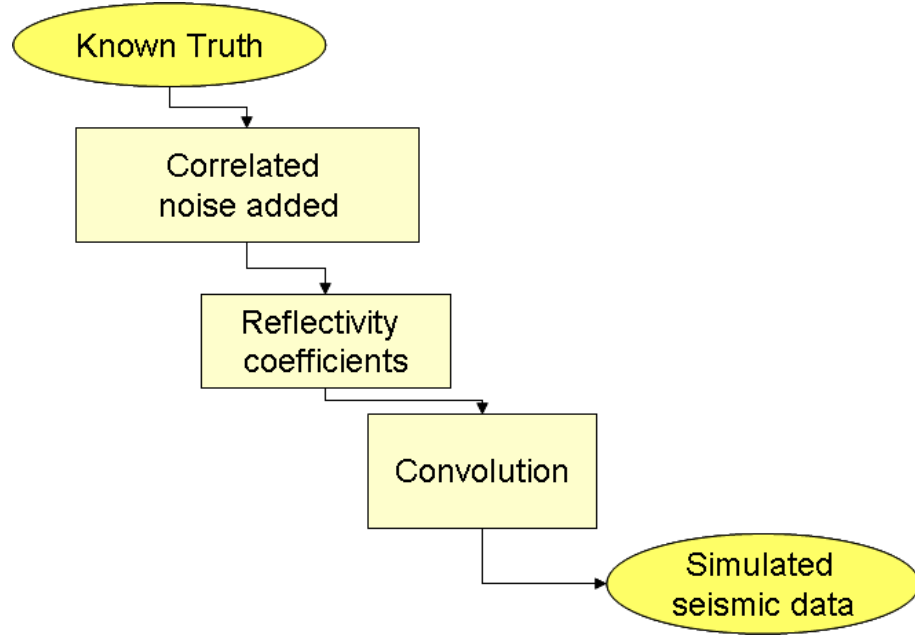 Known Truth
Correlated
noise added
Reflectivity
coefficients
Convolution
Simulated
seismic data